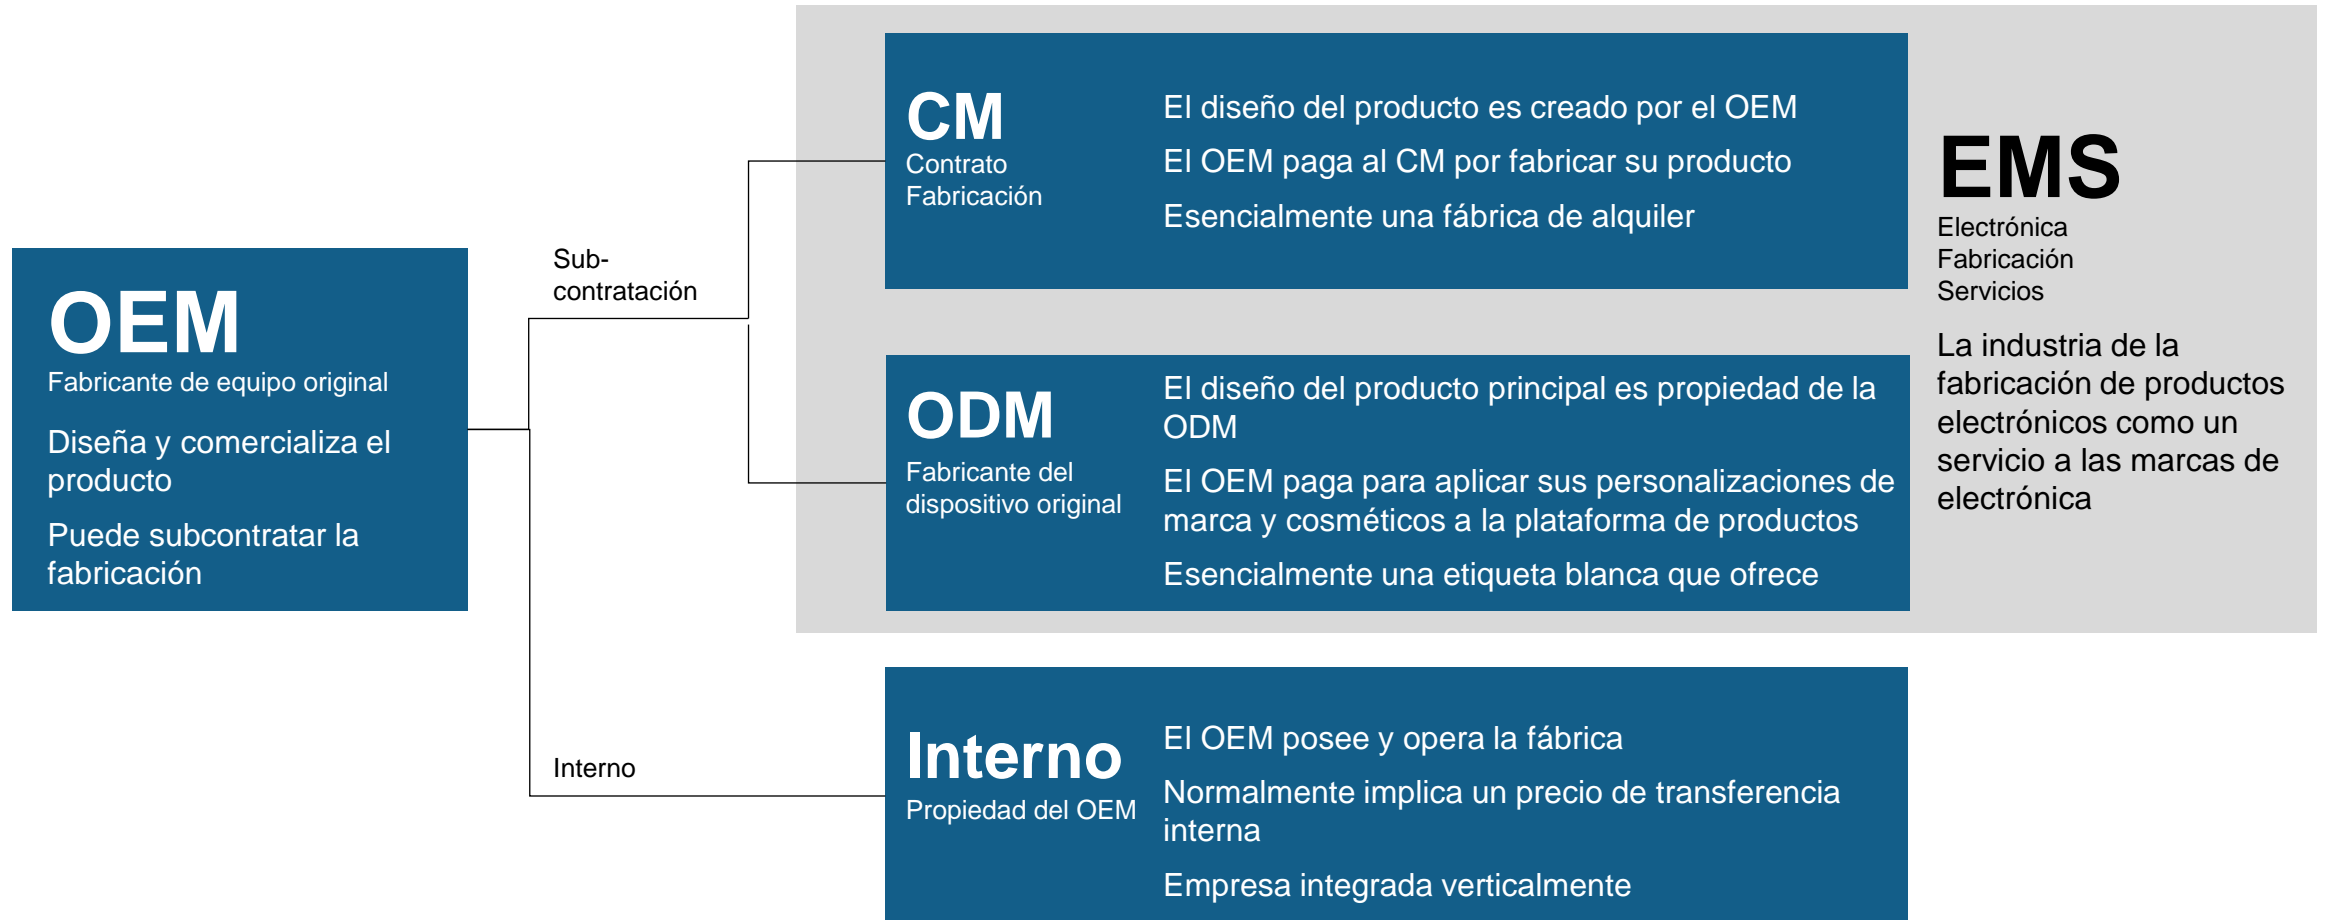 OEM
Fabricante de equipo original
Diseña y comercializa el
producto
Puede subcontratar la
fabricación
Sub-
contratación
Interno
CM
Contrato
Fabricación
El diseño del producto es creado por el OEM
El OEM paga al CM por fabricar su producto
Esencialmente una fábrica de alquiler
ODM
Fabricante del
dispositivo original
El diseño del producto principal es propiedad de la
ODM
El OEM paga para aplicar sus personalizaciones de
marca y cosméticos a la plataforma de productos
Esencialmente una etiqueta blanca que ofrece
Interno
Propiedad del OEM
El OEM posee y opera la fábrica
Normalmente implica un precio de transferencia
interna
Empresa integrada verticalmente
EMS
Electrónica
Fabricación
Servicios
La industria de la
fabricación de productos
electrónicos como un
servicio a las marcas de
electrónica